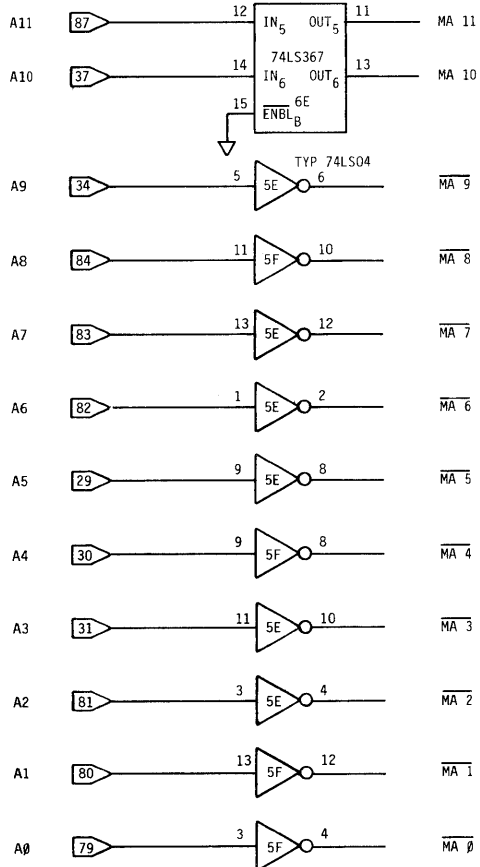 A11 87 12 IN5 OUT5 11 MA 11
74LS367
A10 37 14 IN6 OUT6 13 MA 10
15 ENBL B 6E
TYP 74LS04
A9 34 5 5E 6 MA 9
A8 84 11 5F 10 MA 8
A7 83 13 5E 12 MA 7
A6 82 1 5E 2 MA 6
A5 29 9 5E 8 MA 5
A4 30 9 5F 8 MA 4
A3 31 11 5E 10 MA 3
A2 81 3 5E 4 MA 2
A1 80 13 5F 12 MA 1
AØ 79 3 5F 4 MA Ø